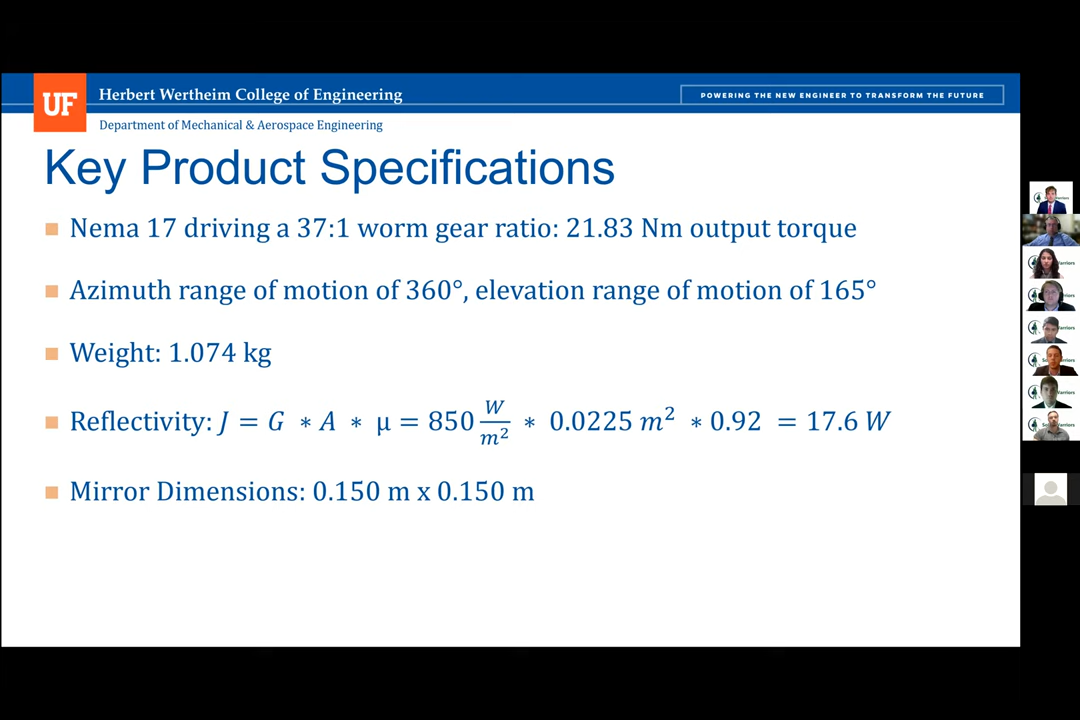 UF
Herbert Wertheim College of Engineering
POWERING THE NEW ENGINEER TO TRANSFORM THE FUTURE
Department of Mechanical & Aerospace Engineering
Key Product Specifications
Nema 17 driving a 37:1 worm gear ratio: 21.83 Nm output torque
Azimuth range of motion of 360°, elevation range of motion of 165°
Weight: 1.074 kg
Reflectivity: J = G * A * μ = 850 W/m² * 0.0225 m² * 0.92 = 17.6 W
Mirror Dimensions: 0.150 m x 0.150 m